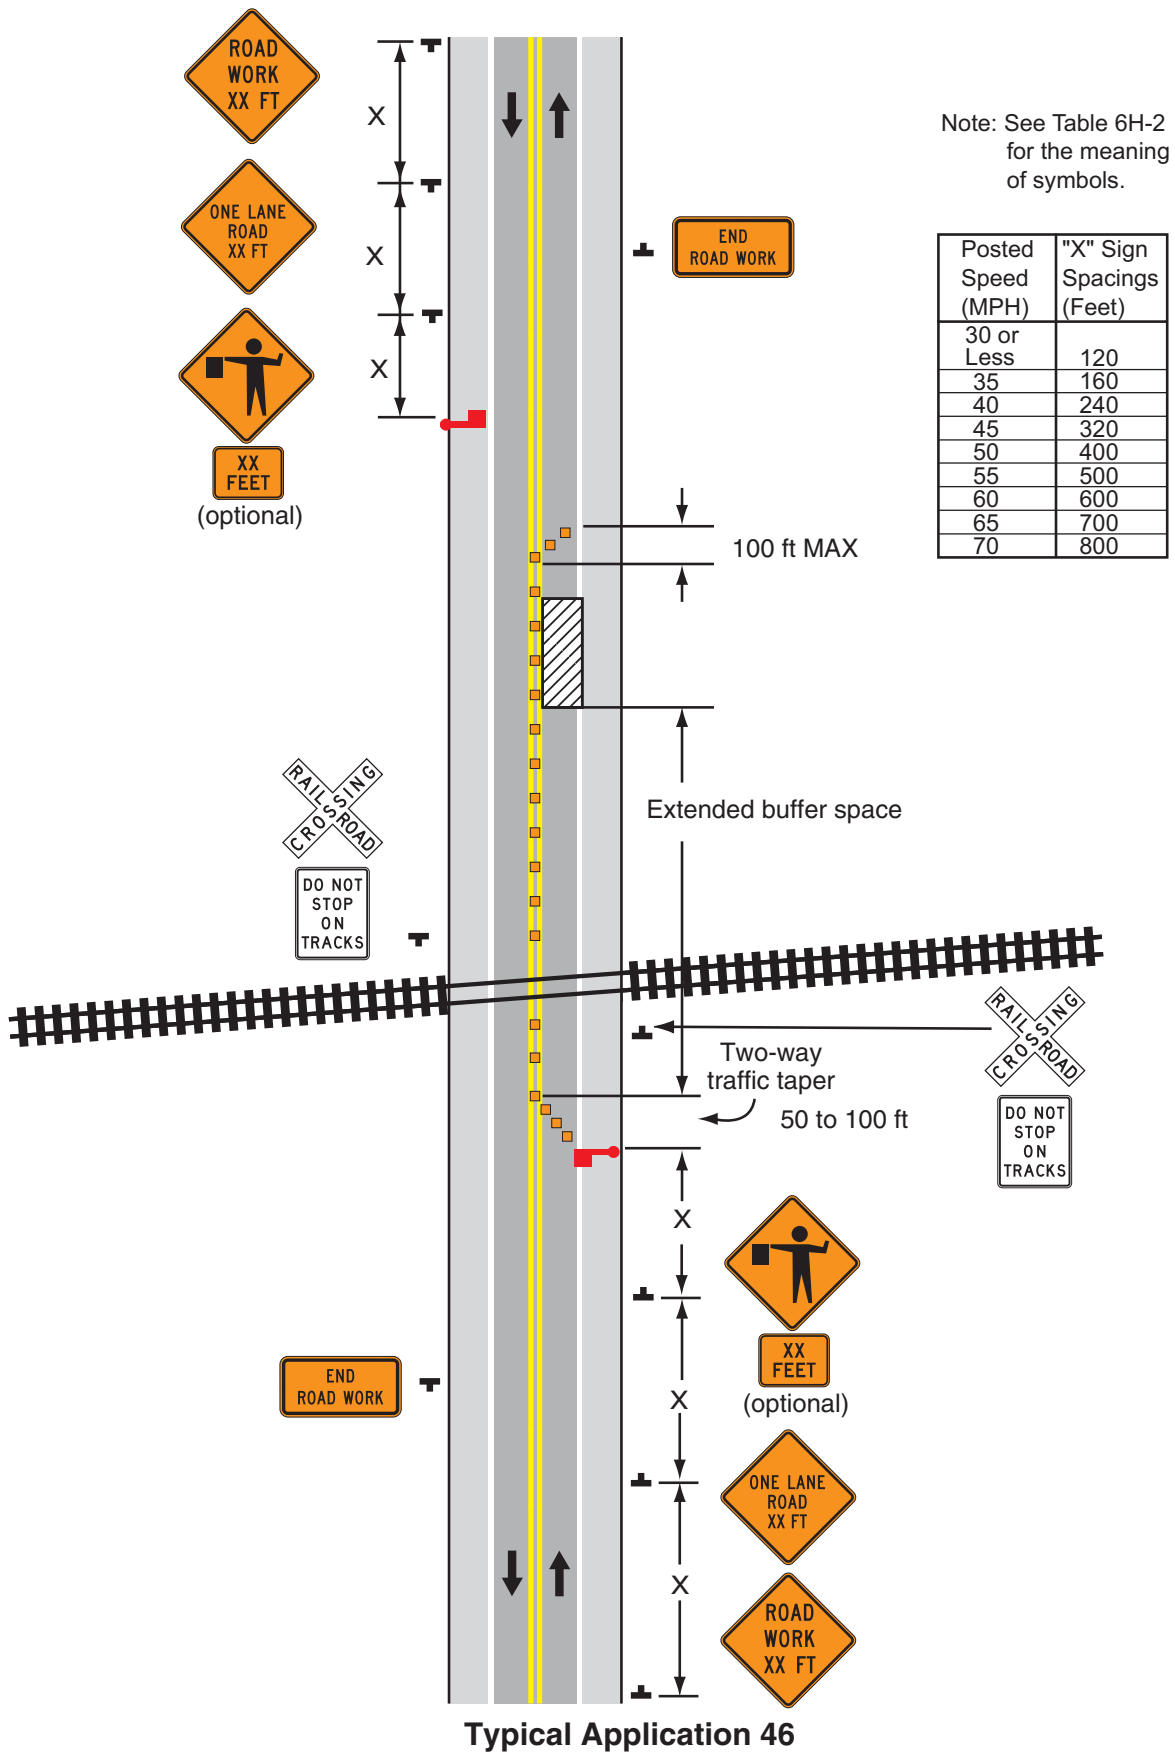 ROAD
WORK
XX FT
X
ONE LANE
ROAD
XX FT
X
X
XX
FEET
(optional)
Note: See Table 6H-2
for the meaning
of symbols.
END
ROAD WORK
Posted Speed (MPH) "X" Sign Spacings (Feet)
30 or Less 120
35 160
40 240
45 320
50 400
55 500
60 600
65 700
70 800
100 ft MAX
Extended buffer space
RAIL ROAD
CROSSING
DO NOT
STOP
ON
TRACKS
RAIL ROAD
CROSSING
DO NOT
STOP
ON
TRACKS
Two-way
traffic taper
50 to 100 ft
X
XX
FEET
(optional)
END
ROAD WORK
X
ONE LANE
ROAD
XX FT
X
ROAD
WORK
XX FT
Typical Application 46